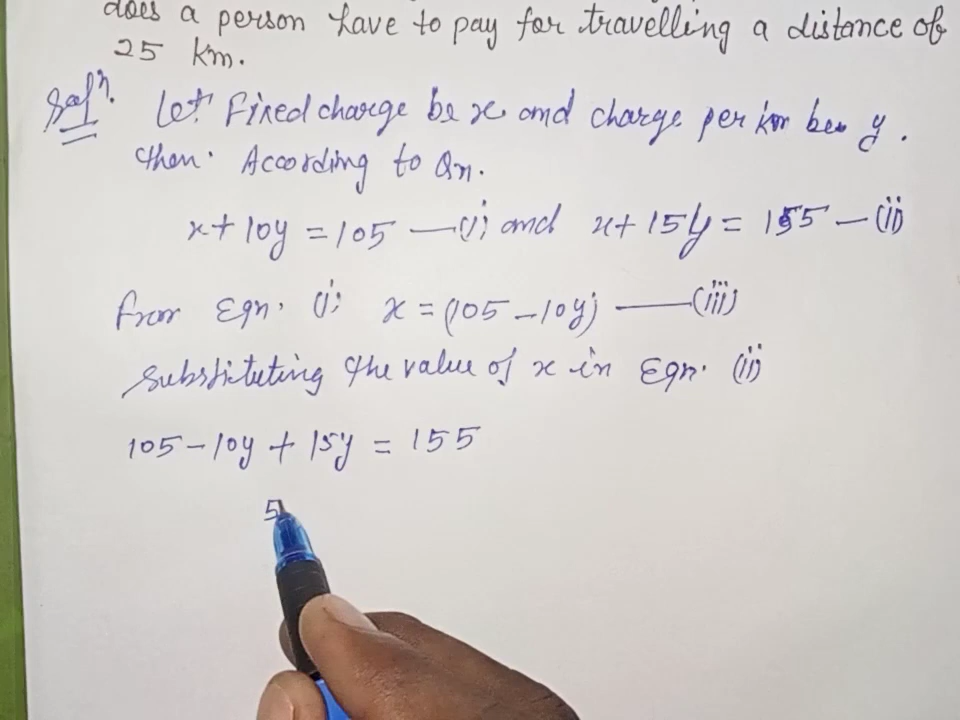 does a person have to pay for travelling a distance of
25 km.
Solⁿ. Let Fixed charge be x and charge per km be y.
then. According to Qn.
x + 10y = 105 — (i) and x + 15y = 155 — (ii)
from Eqn. (i) x = (105 - 10y) — (iii)
Substituting the value of x in Eqn. (ii)
105 - 10y + 15y = 155
5